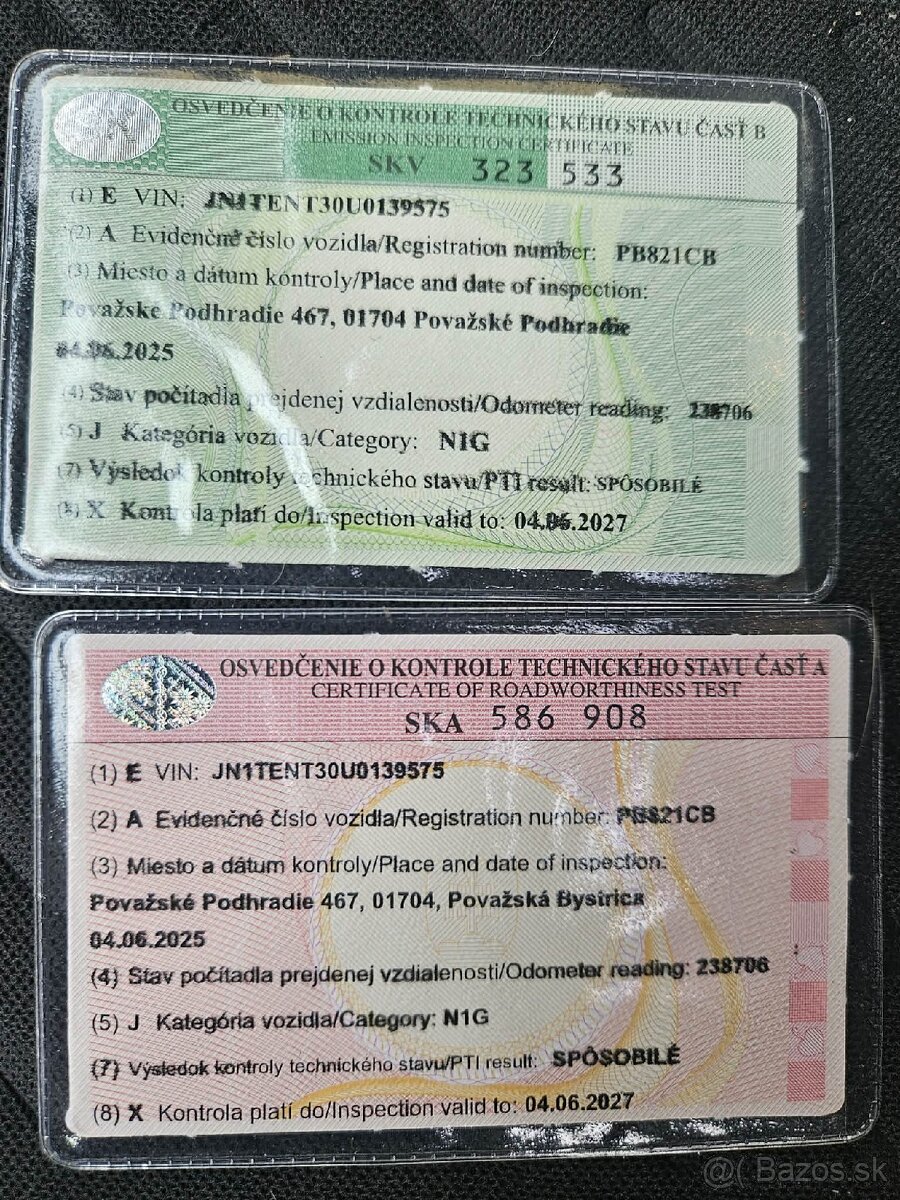 OSVEDČENIE O KONTROLE TECHNICKÉHO STAVU ČASŤ B
EMISSION INSPECTION CERTIFICATE
SKV 323 533
(1) E VIN: JN1TENT30U0139575
(2) A Evidenčné číslo vozidla/Registration number: PB821CB
(3) Miesto a dátum kontroly/Place and date of inspection:
Považské Podhradie 467, 01704 Považské Podhradie
04.06.2025
(4) Stav počítadla prejdenej vzdialenosti/Odometer reading: 238706
(5) J Kategória vozidla/Category: N1G
(7) Výsledok kontroly technického stavu/PTI result: SPÔSOBILÉ
(8) X Kontrola platí do/Inspection valid to: 04.06.2027
OSVEDČENIE O KONTROLE TECHNICKÉHO STAVU ČASŤ A
CERTIFICATE OF ROADWORTHINESS TEST
SKA 586 908
(1) E VIN: JN1TENT30U0139575
(2) A Evidenčné číslo vozidla/Registration number: PB821CB
(3) Miesto a dátum kontroly/Place and date of inspection:
Považské Podhradie 467, 01704, Považská Bystrica
04.06.2025
(4) Stav počítadla prejdenej vzdialenosti/Odometer reading: 238706
(5) J Kategória vozidla/Category: N1G
(7) Výsledok kontroly technického stavu/PTI result: SPÔSOBILÉ
(8) X Kontrola platí do/Inspection valid to: 04.06.2027
@( Bazos.sk